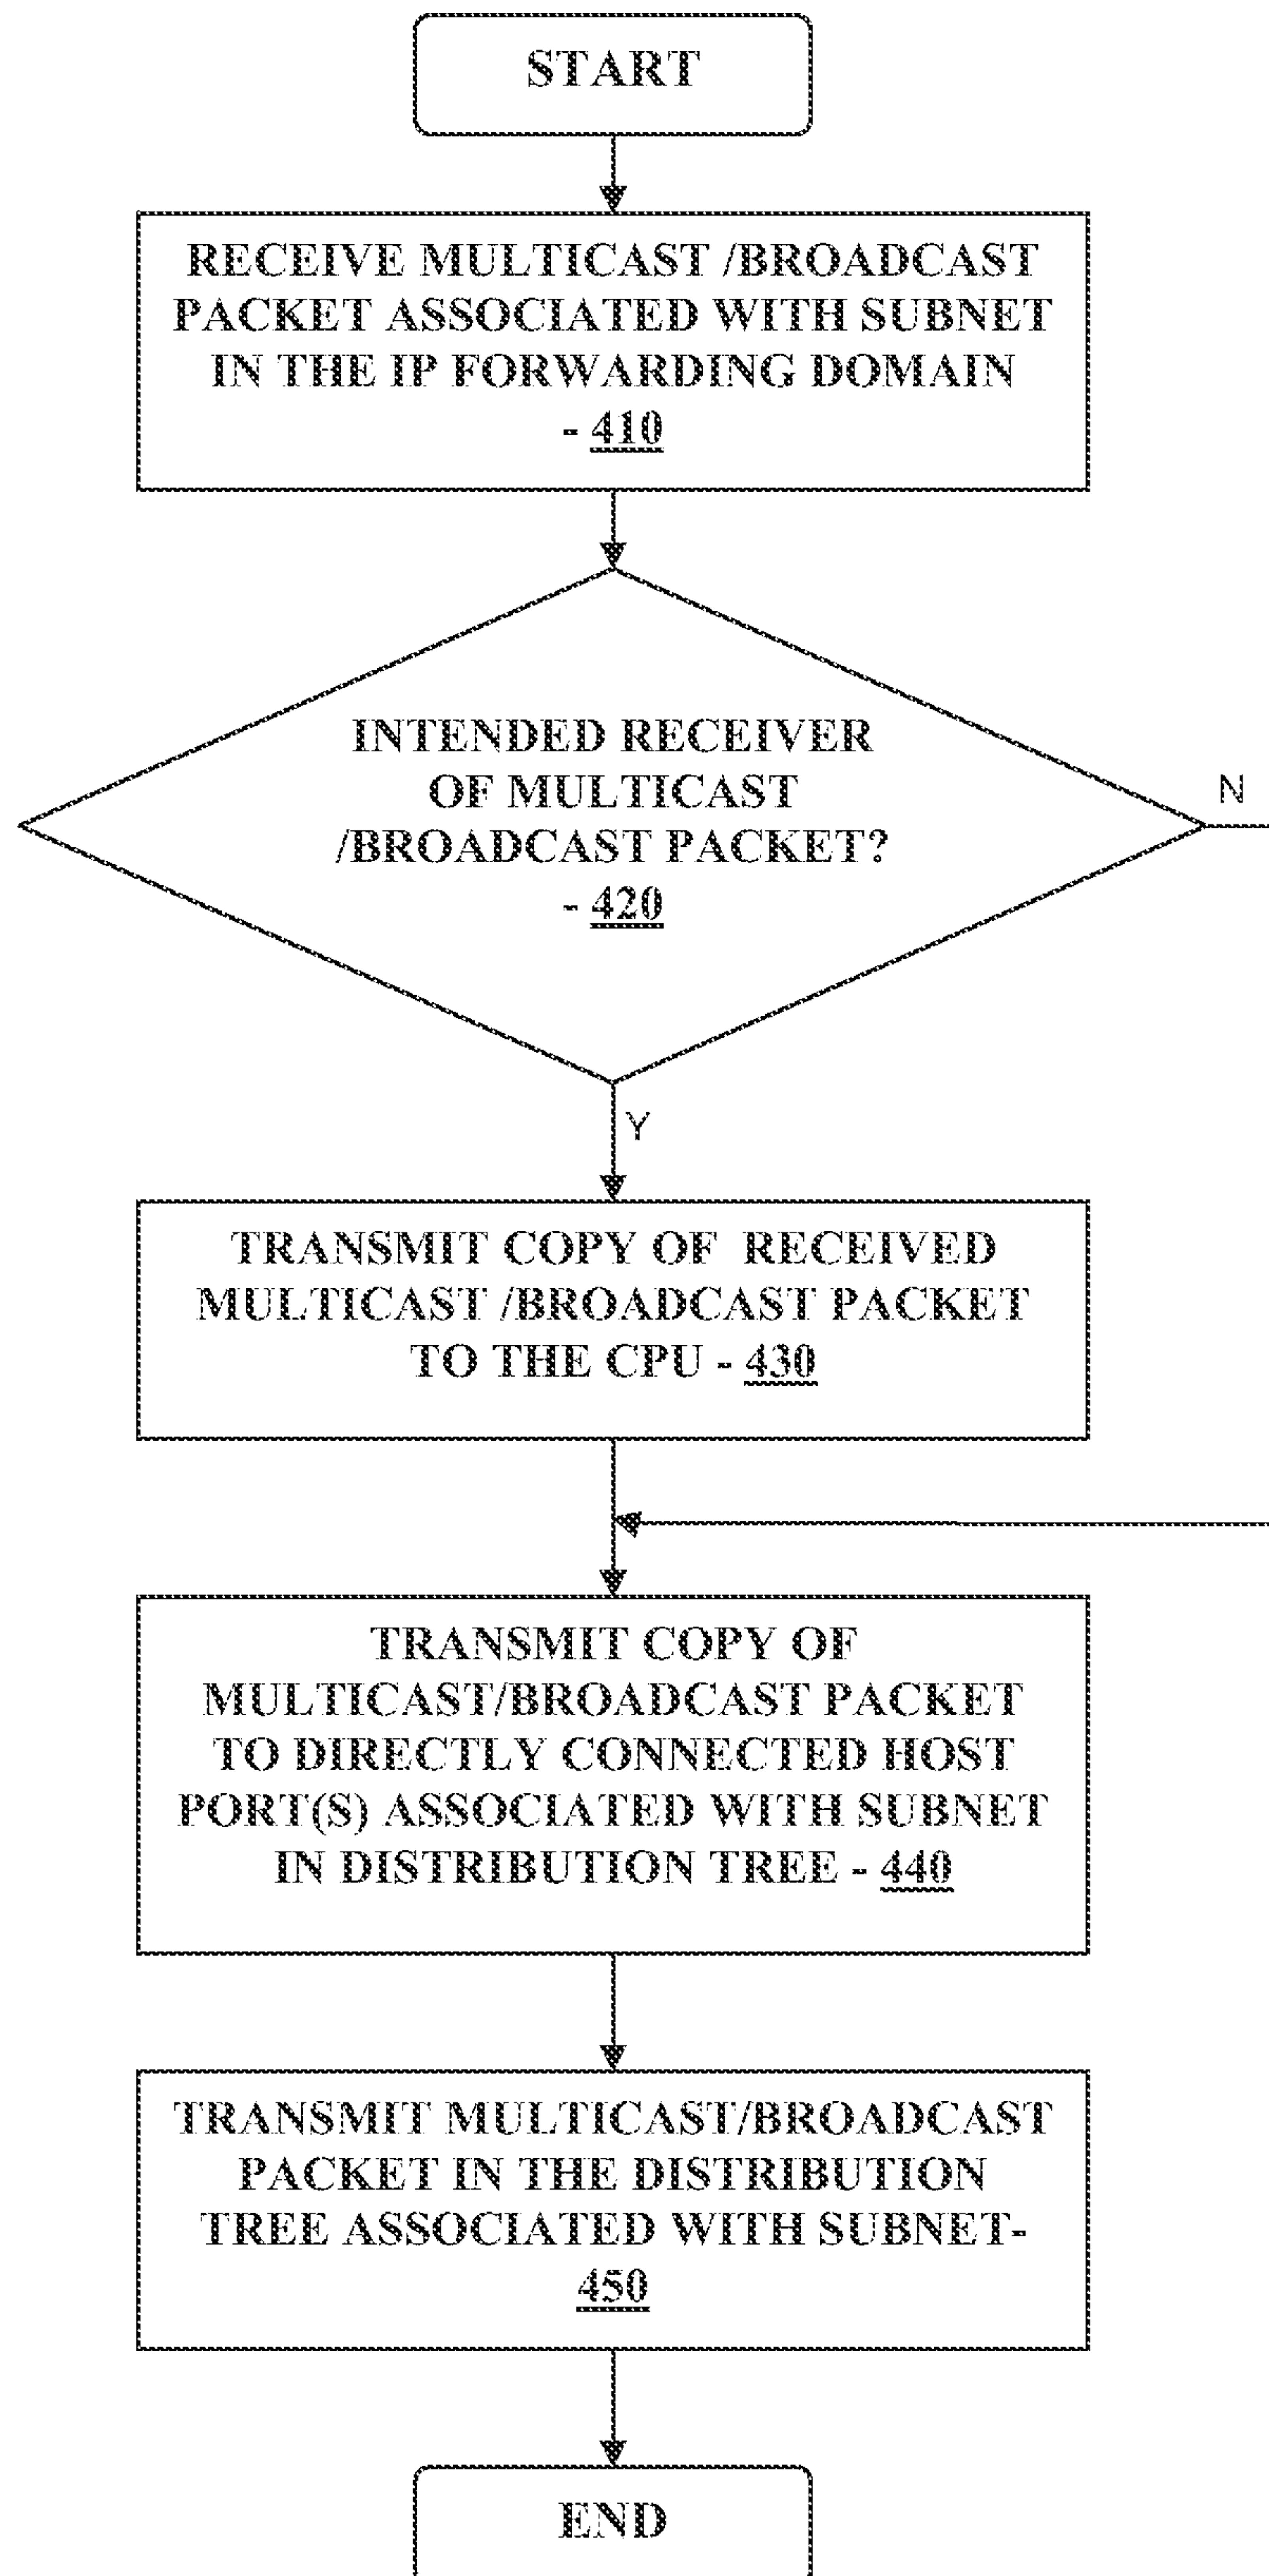 START
RECEIVE MULTICAST /BROADCAST
PACKET ASSOCIATED WITH SUBNET
IN THE IP FORWARDING DOMAIN
- 410
INTENDED RECEIVER
OF MULTICAST
/BROADCAST PACKET?
- 420
N
Y
TRANSMIT COPY OF RECEIVED
MULTICAST /BROADCAST PACKET
TO THE CPU - 430
TRANSMIT COPY OF
MULTICAST/BROADCAST PACKET
TO DIRECTLY CONNECTED HOST
PORT(S) ASSOCIATED WITH SUBNET
IN DISTRIBUTION TREE - 440
TRANSMIT MULTICAST/BROADCAST
PACKET IN THE DISTRIBUTION
TREE ASSOCIATED WITH SUBNET-
450
END